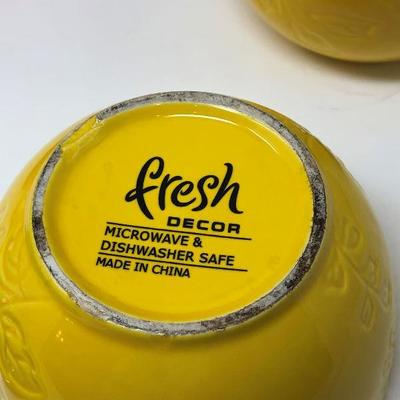 fresh
DECOR
MICROWAVE &
DISHWASHER SAFE
MADE IN CHINA